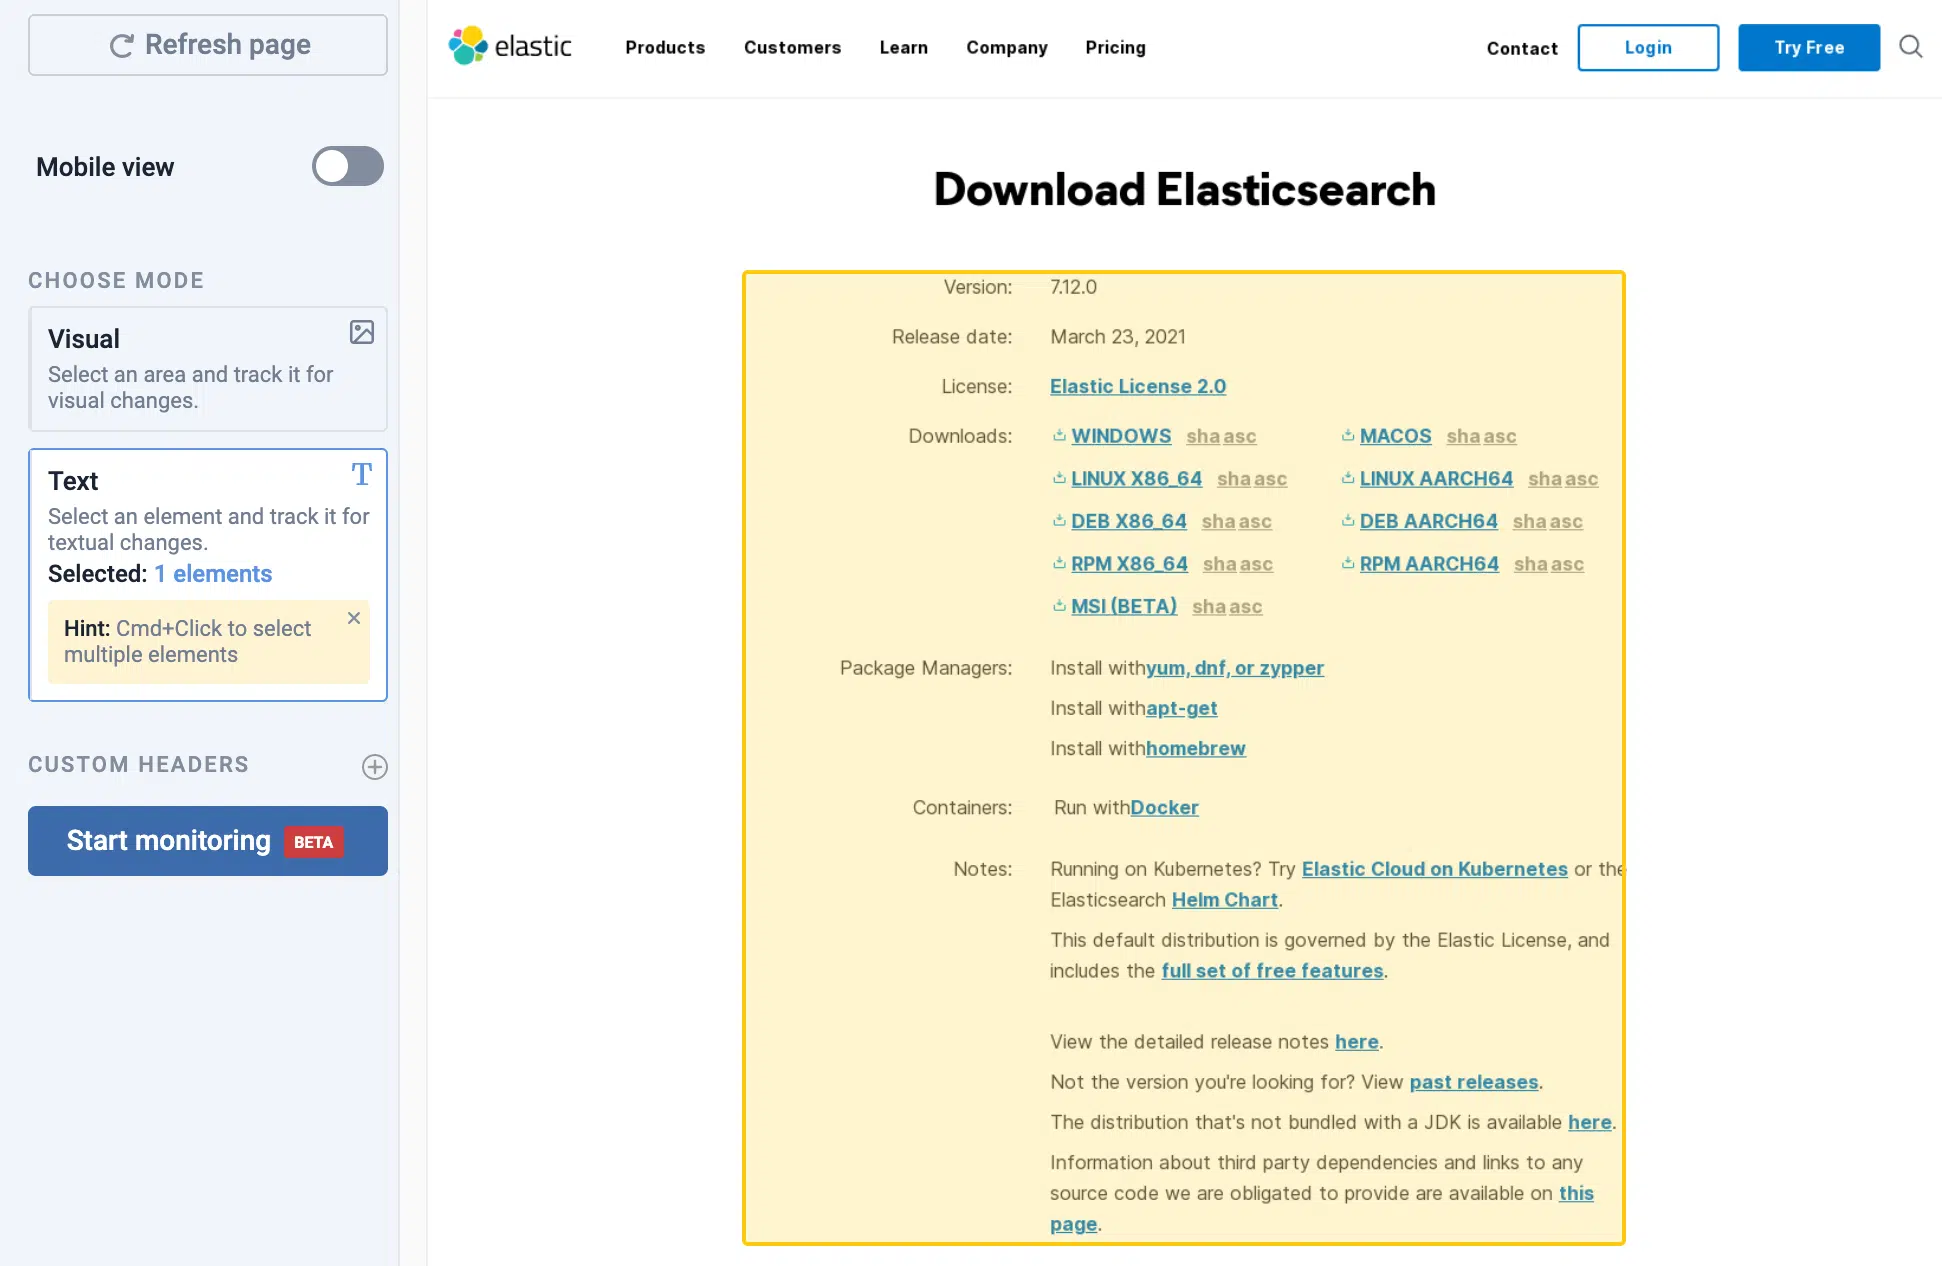 Refresh page
Mobile view
CHOOSE MODE
Visual
Select an area and track it for
visual changes.
Text
T
Select an element and track it for
textual changes.
Selected: 1 elements
Hint: Cmd+Click to select
multiple elements
CUSTOM HEADERS
Start monitoring BETA
elastic Products Customers Learn Company Pricing Contact Login Try Free
Download Elasticsearch
Version: 7.12.0
Release date: March 23, 2021
License: Elastic License 2.0
Downloads: WINDOWS sha asc MACOS sha asc
LINUX X86_64 sha asc LINUX AARCH64 sha asc
DEB X86_64 sha asc DEB AARCH64 sha asc
RPM X86_64 sha asc RPM AARCH64 sha asc
MSI (BETA) sha asc
Package Managers: Install withyum, dnf, or zypper
Install withapt-get
Install withhomebrew
Containers: Run withDocker
Notes: Running on Kubernetes? Try Elastic Cloud on Kubernetes or the
Elasticsearch Helm Chart.
This default distribution is governed by the Elastic License, and
includes the full set of free features.
View the detailed release notes here.
Not the version you're looking for? View past releases.
The distribution that's not bundled with a JDK is available here.
Information about third party dependencies and links to any
source code we are obligated to provide are available on this
page.